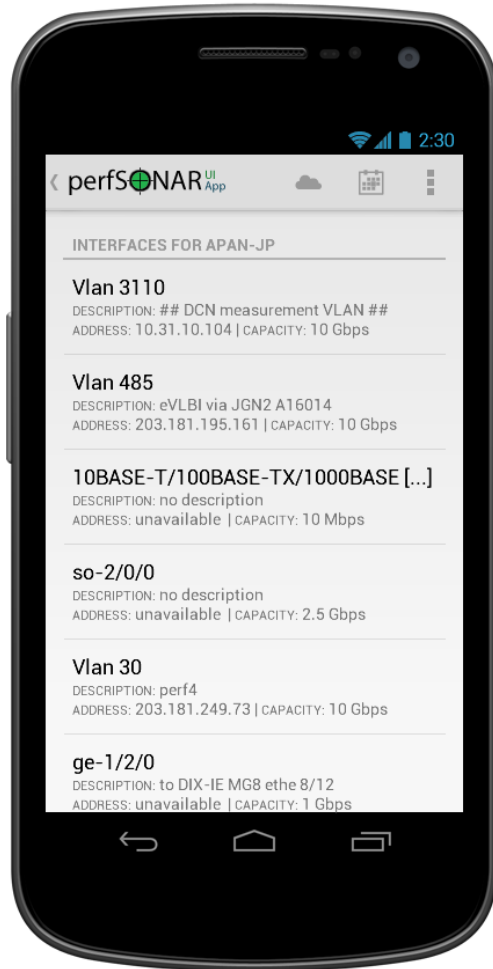 2:30
perfSONAR UI App
INTERFACES FOR APAN-JP
Vlan 3110
DESCRIPTION: ## DCN measurement VLAN ##
ADDRESS: 10.31.10.104 | CAPACITY: 10 Gbps
Vlan 485
DESCRIPTION: eVLBI via JGN2 A16014
ADDRESS: 203.181.195.161 | CAPACITY: 10 Gbps
10BASE-T/100BASE-TX/1000BASE [...]
DESCRIPTION: no description
ADDRESS: unavailable | CAPACITY: 10 Mbps
so-2/0/0
DESCRIPTION: no description
ADDRESS: unavailable | CAPACITY: 2.5 Gbps
Vlan 30
DESCRIPTION: perf4
ADDRESS: 203.181.249.73 | CAPACITY: 10 Gbps
ge-1/2/0
DESCRIPTION: to DIX-IE MG8 ethe 8/12
ADDRESS: unavailable | CAPACITY: 1 Gbps